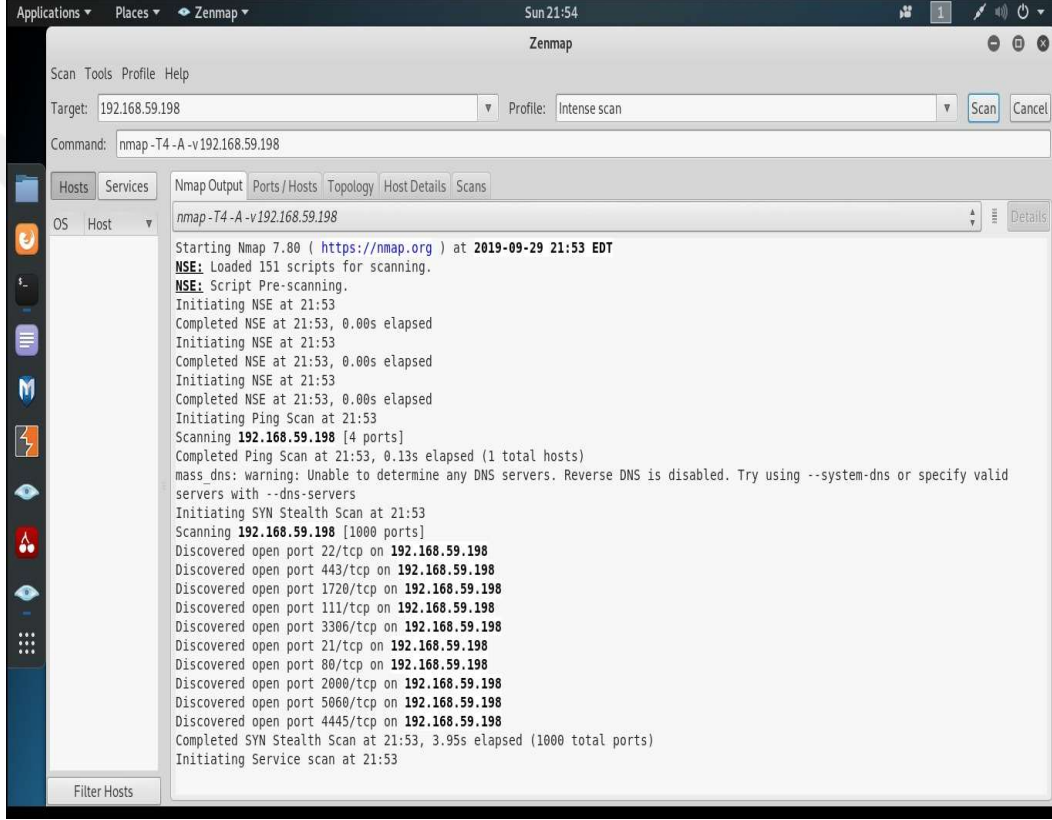 Applications Places Zenmap Sun 21:54 1
Zenmap
Scan Tools Profile Help
Target: 192.168.59.198 Profile: Intense scan Scan Cancel
Command: nmap -T4 -A -v 192.168.59.198
Hosts Services Nmap Output Ports / Hosts Topology Host Details Scans
OS Host nmap -T4 -A -v 192.168.59.198 Details
Starting Nmap 7.80 ( https://nmap.org ) at 2019-09-29 21:53 EDT
NSE: Loaded 151 scripts for scanning.
NSE: Script Pre-scanning.
Initiating NSE at 21:53
Completed NSE at 21:53, 0.00s elapsed
Initiating NSE at 21:53
Completed NSE at 21:53, 0.00s elapsed
Initiating NSE at 21:53
Completed NSE at 21:53, 0.00s elapsed
Initiating Ping Scan at 21:53
Scanning 192.168.59.198 [4 ports]
Completed Ping Scan at 21:53, 0.13s elapsed (1 total hosts)
mass_dns: warning: Unable to determine any DNS servers. Reverse DNS is disabled. Try using --system-dns or specify valid
servers with --dns-servers
Initiating SYN Stealth Scan at 21:53
Scanning 192.168.59.198 [1000 ports]
Discovered open port 22/tcp on 192.168.59.198
Discovered open port 443/tcp on 192.168.59.198
Discovered open port 1720/tcp on 192.168.59.198
Discovered open port 111/tcp on 192.168.59.198
Discovered open port 3306/tcp on 192.168.59.198
Discovered open port 21/tcp on 192.168.59.198
Discovered open port 80/tcp on 192.168.59.198
Discovered open port 2000/tcp on 192.168.59.198
Discovered open port 5060/tcp on 192.168.59.198
Discovered open port 4445/tcp on 192.168.59.198
Completed SYN Stealth Scan at 21:53, 3.95s elapsed (1000 total ports)
Initiating Service scan at 21:53
Filter Hosts